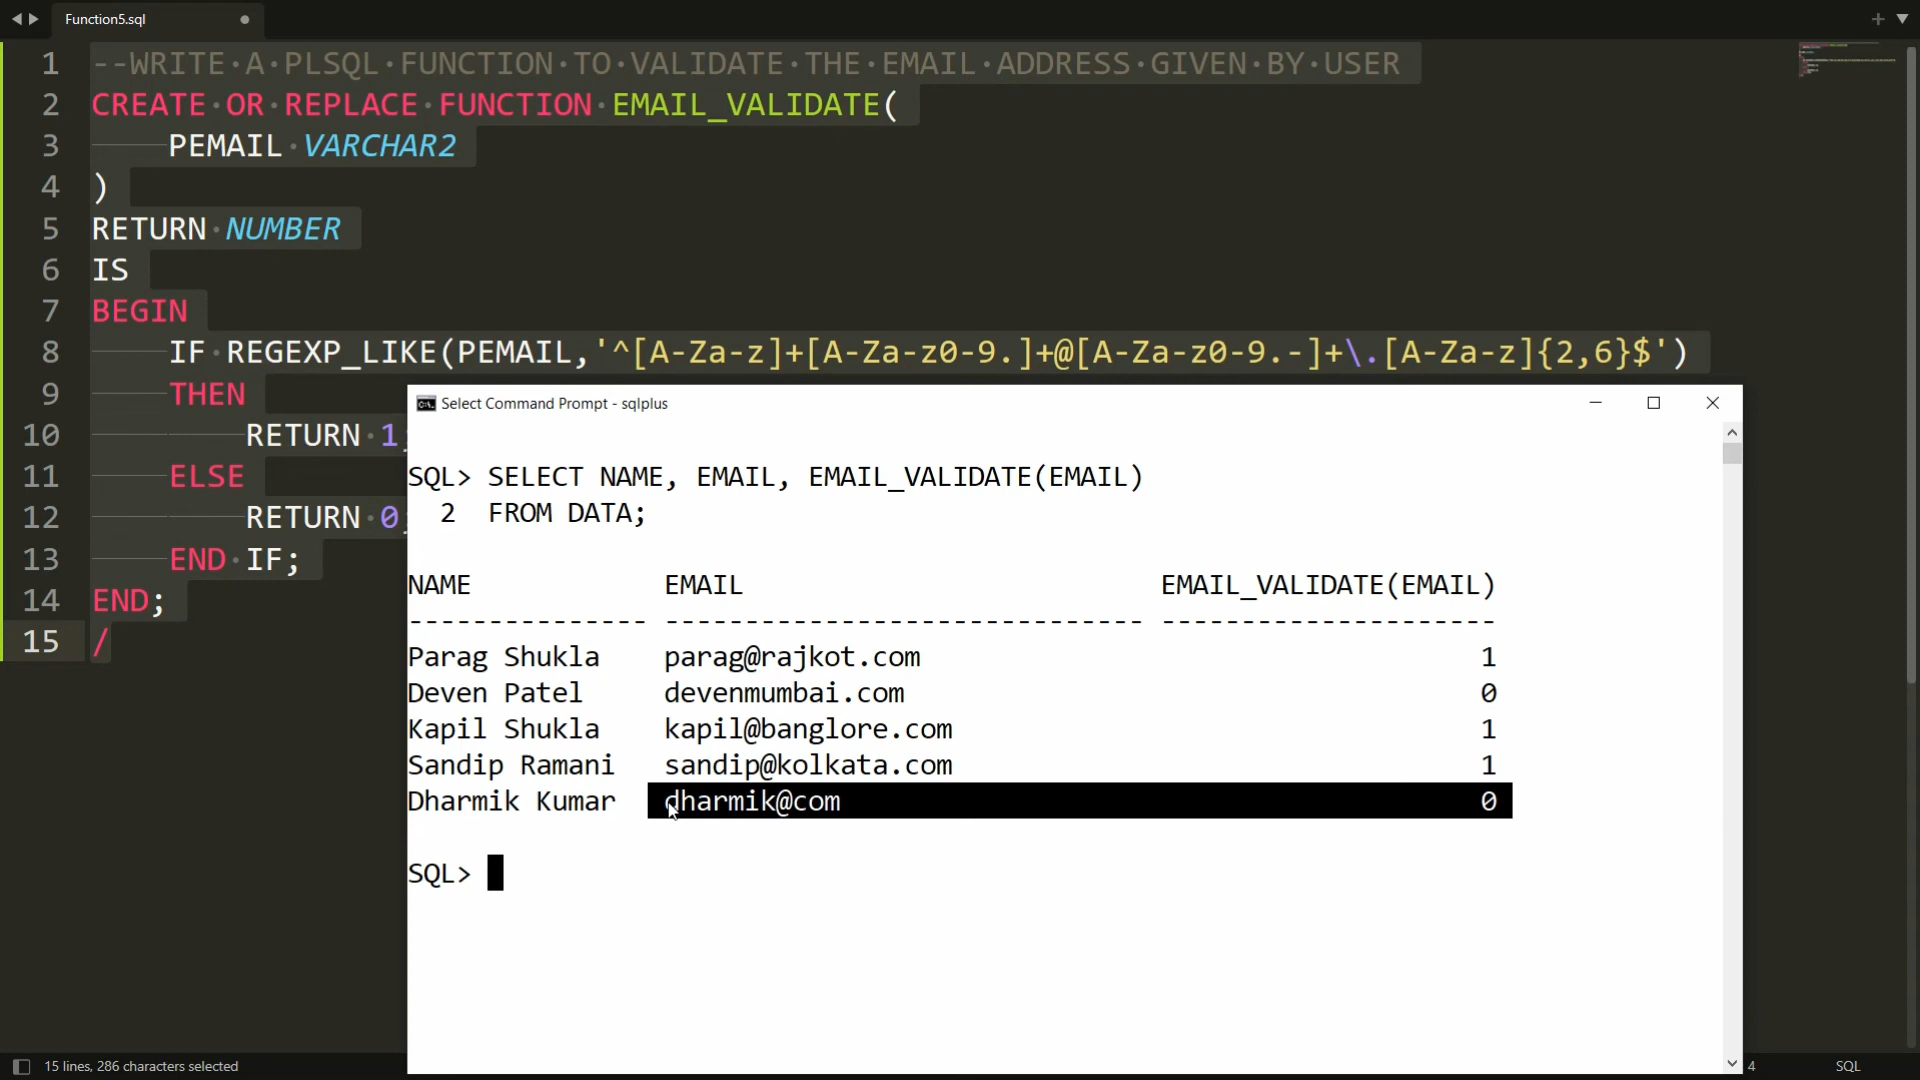 Function5.sql
1 --WRITE A PLSQL FUNCTION TO VALIDATE THE EMAIL ADDRESS GIVEN BY USER
2 CREATE OR REPLACE FUNCTION EMAIL_VALIDATE(
3 PEMAIL VARCHAR2
4 )
5 RETURN NUMBER
6 IS
7 BEGIN
8 IF REGEXP_LIKE(PEMAIL,'^[A-Za-z]+[A-Za-z0-9.]+@[A-Za-z0-9.-]+\.[A-Za-z]{2,6}$')
9 THEN
10 RETURN 1;
11 ELSE
12 RETURN 0;
13 END IF;
14 END;
15 /
Select Command Prompt - sqlplus
SQL> SELECT NAME, EMAIL, EMAIL_VALIDATE(EMAIL)
2 FROM DATA;
NAME EMAIL EMAIL_VALIDATE(EMAIL)
--------------- ------------------------------ ---------------------
Parag Shukla parag@rajkot.com 1
Deven Patel devenmumbai.com 0
Kapil Shukla kapil@banglore.com 1
Sandip Ramani sandip@kolkata.com 1
Dharmik Kumar dharmik@com 0
SQL>
15 lines, 286 characters selected
4 SQL